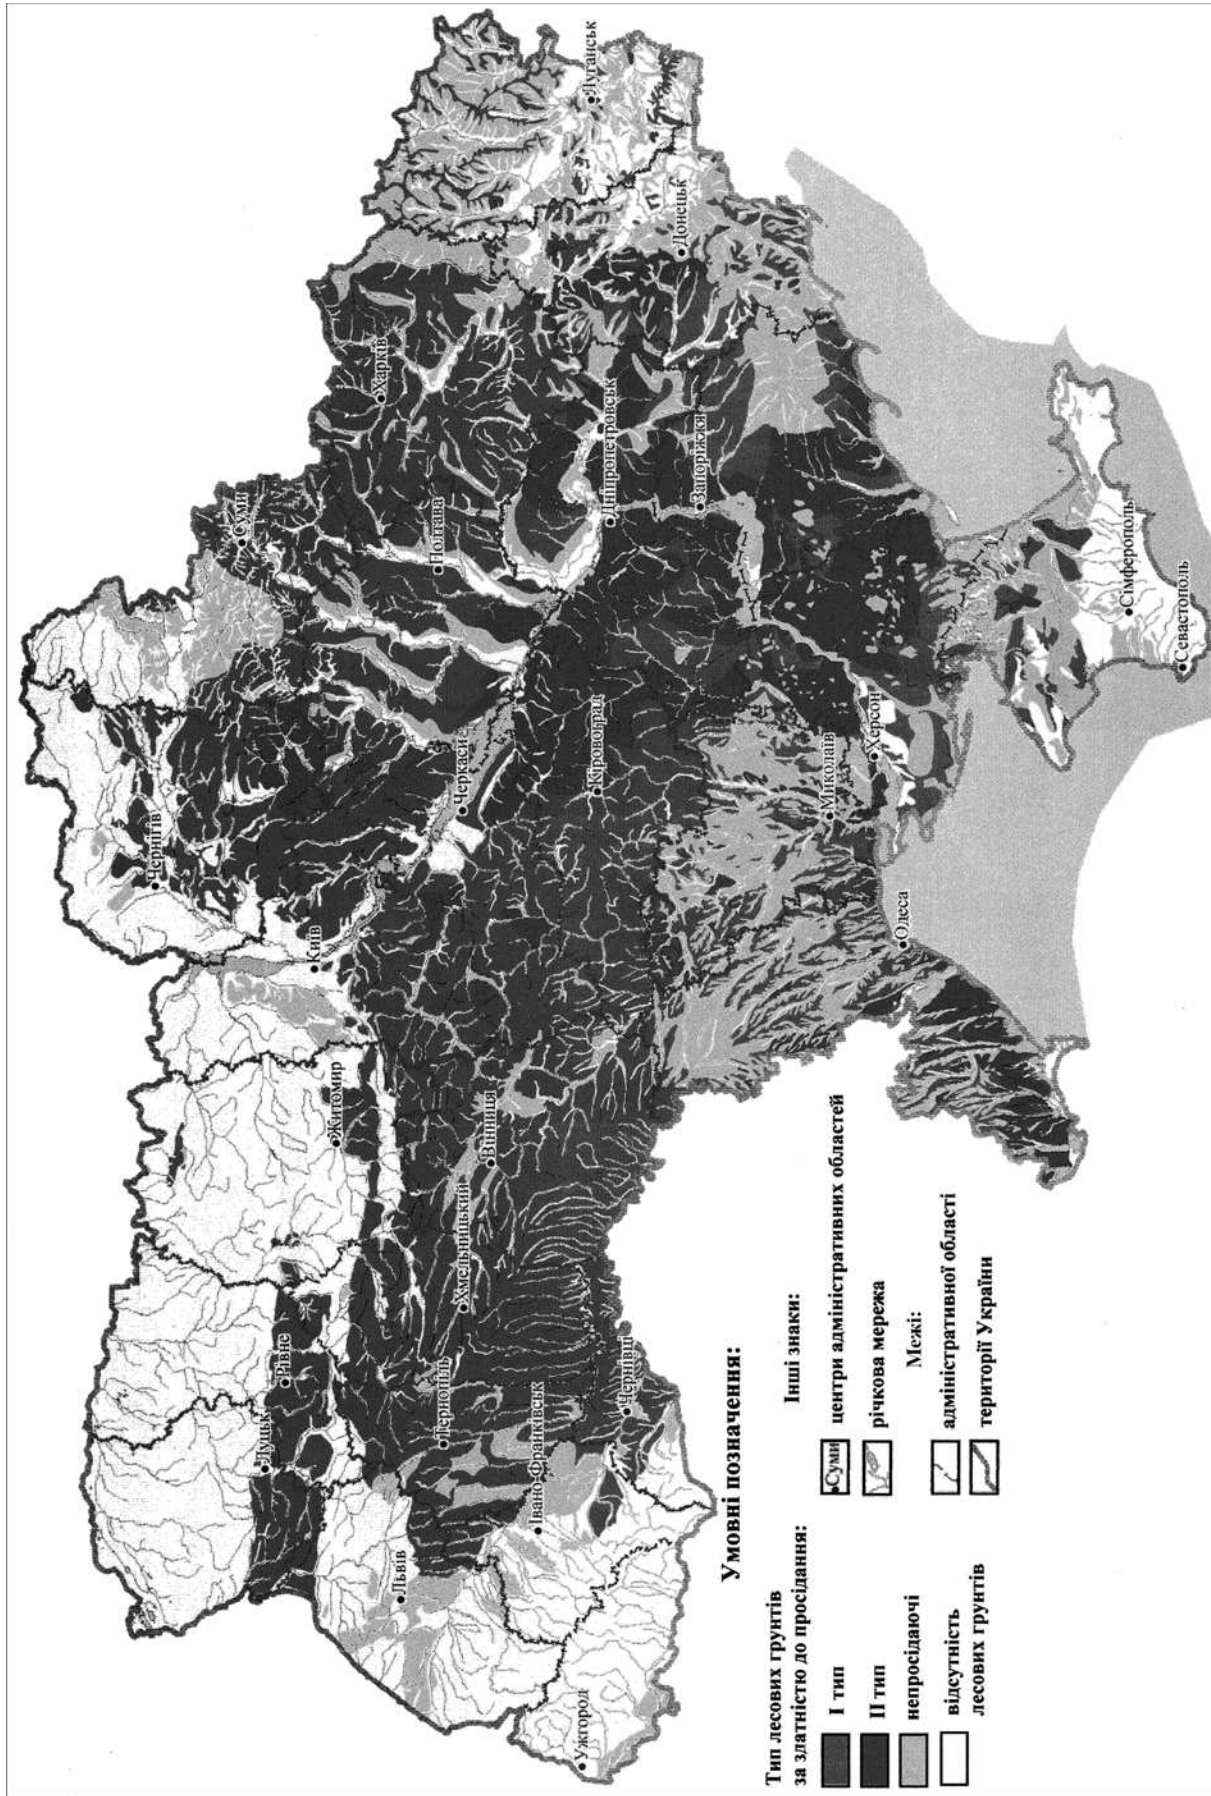 Луганськ
Донецьк
Харків
Суми
Полтава
Дніпропетровськ
Запоріжжя
Чернігів
Київ
Черкаси
Кіровоград
Миколаїв
Херсон
Одеса
Сімферополь
Севастополь
Житомир
Вінниця
Хмельницький
Рівне
Луцьк
Тернопіль
Чернівці
Івано-Франківськ
Львів
Ужгород
Умовні позначення:
Тип лесових грунтів
за здатністю до просідання:
I тип
II тип
непросідаючі
відсутність
лесових грунтів
Інші знаки:
Суми
центри адміністративних областей
річкова мережа
Межі:
адміністративної області
території України